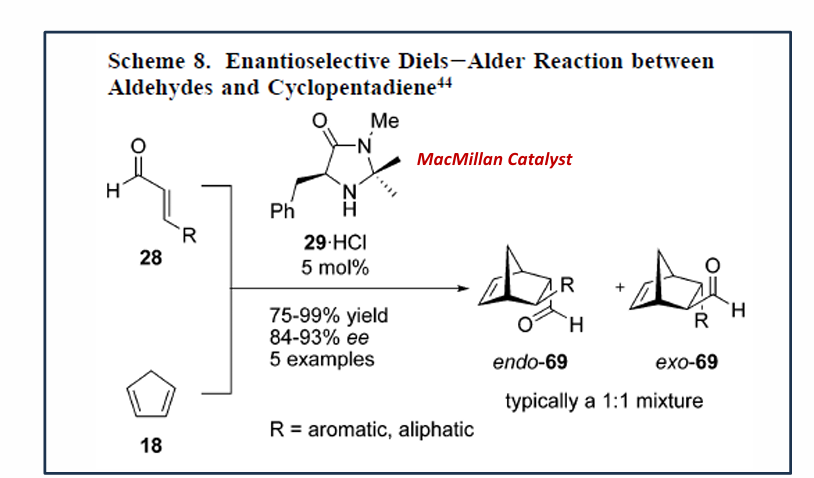 Scheme 8. Enantioselective Diels−Alder Reaction between
Aldehydes and Cyclopentadiene⁴⁴
O
H
R
28
O
Me
N
N
H
Ph
MacMillan Catalyst
29·HCl
5 mol%
75-99% yield
84-93% ee
5 examples
R = aromatic, aliphatic
18
R
O
H
endo-69
+
O
H
R
exo-69
typically a 1:1 mixture